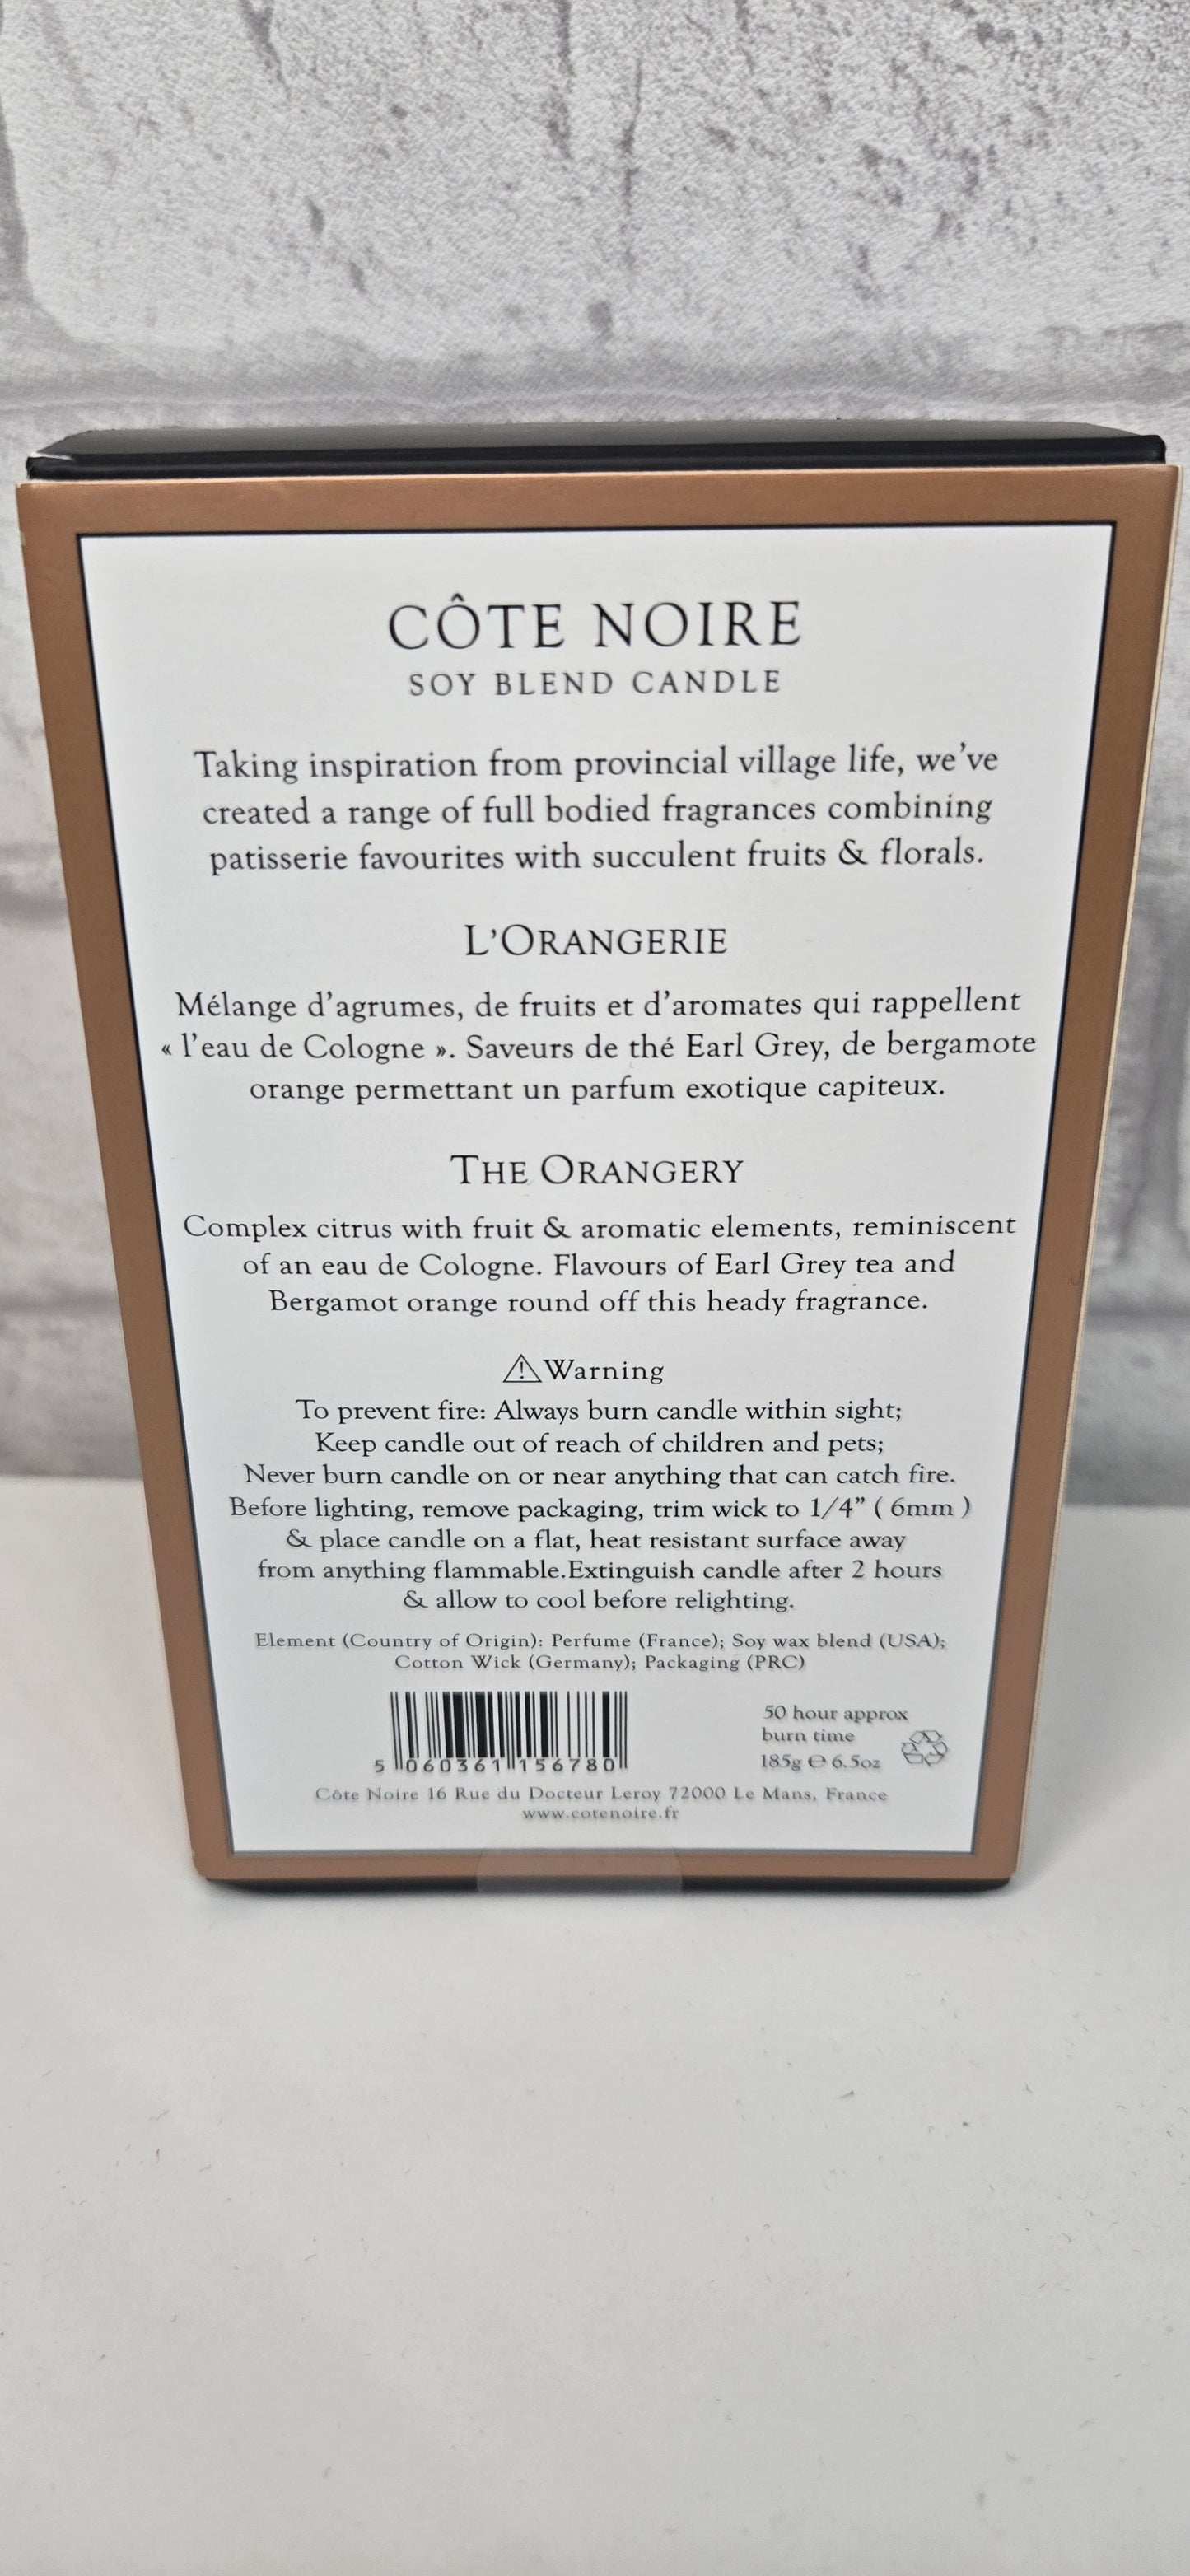 CÔTE NOIRE
SOY BLEND CANDLE
Taking inspiration from provincial village life, we've
created a range of full bodied fragrances combining
patisserie favourites with succulent fruits & florals.
L'ORANGERIE
Mélange d'agrumes, de fruits et d'aromates qui rappellent
« l'eau de Cologne ». Saveurs de thé Earl Grey, de bergamote
orange permettant un parfum exotique capiteux.
THE ORANGERY
Complex citrus with fruit & aromatic elements, reminiscent
of an eau de Cologne. Flavours of Earl Grey tea and
Bergamot orange round off this heady fragrance.
⚠Warning
To prevent fire: Always burn candle within sight;
Keep candle out of reach of children and pets;
Never burn candle on or near anything that can catch fire.
Before lighting, remove packaging, trim wick to 1/4” ( 6mm )
& place candle on a flat, heat resistant surface away
from anything flammable.Extinguish candle after 2 hours
& allow to cool before relighting.
Element (Country of Origin): Perfume (France); Soy wax blend (USA);
Cotton Wick (Germany); Packaging (PRC)
50 hour approx
burn time
185g ℮ 6.5oz
5 060361 156780
Côte Noire 16 Rue du Docteur Leroy 72000 Le Mans, France
www.cotenoire.fr